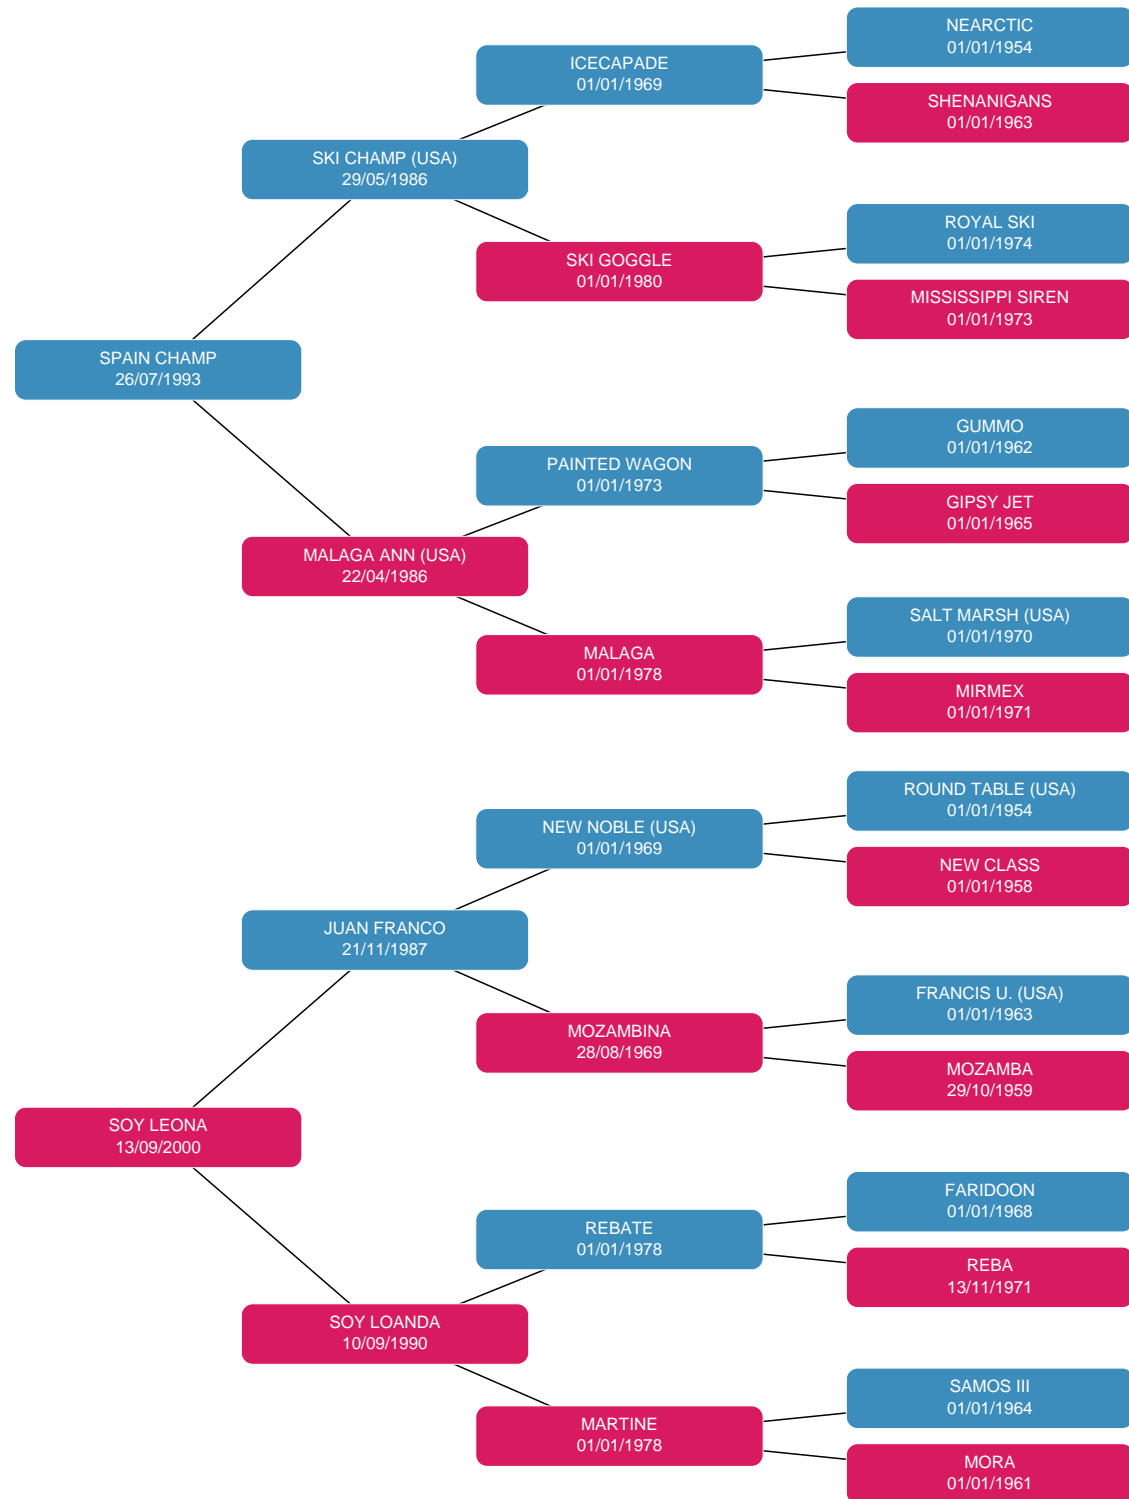 NEARCTIC
01/01/1954
ICECAPADE
01/01/1969
SHENANIGANS
01/01/1963
SKI CHAMP (USA)
29/05/1986
ROYAL SKI
01/01/1974
SKI GOGGLE
01/01/1980
MISSISSIPPI SIREN
01/01/1973
SPAIN CHAMP
26/07/1993
GUMMO
01/01/1962
PAINTED WAGON
01/01/1973
GIPSY JET
01/01/1965
MALAGA ANN (USA)
22/04/1986
SALT MARSH (USA)
01/01/1970
MALAGA
01/01/1978
MIRMEX
01/01/1971
ROUND TABLE (USA)
01/01/1954
NEW NOBLE (USA)
01/01/1969
NEW CLASS
01/01/1958
JUAN FRANCO
21/11/1987
FRANCIS U. (USA)
01/01/1963
MOZAMBINA
28/08/1969
MOZAMBA
29/10/1959
SOY LEONA
13/09/2000
FARIDOON
01/01/1968
REBATE
01/01/1978
REBA
13/11/1971
SOY LOANDA
10/09/1990
SAMOS III
01/01/1964
MARTINE
01/01/1978
MORA
01/01/1961